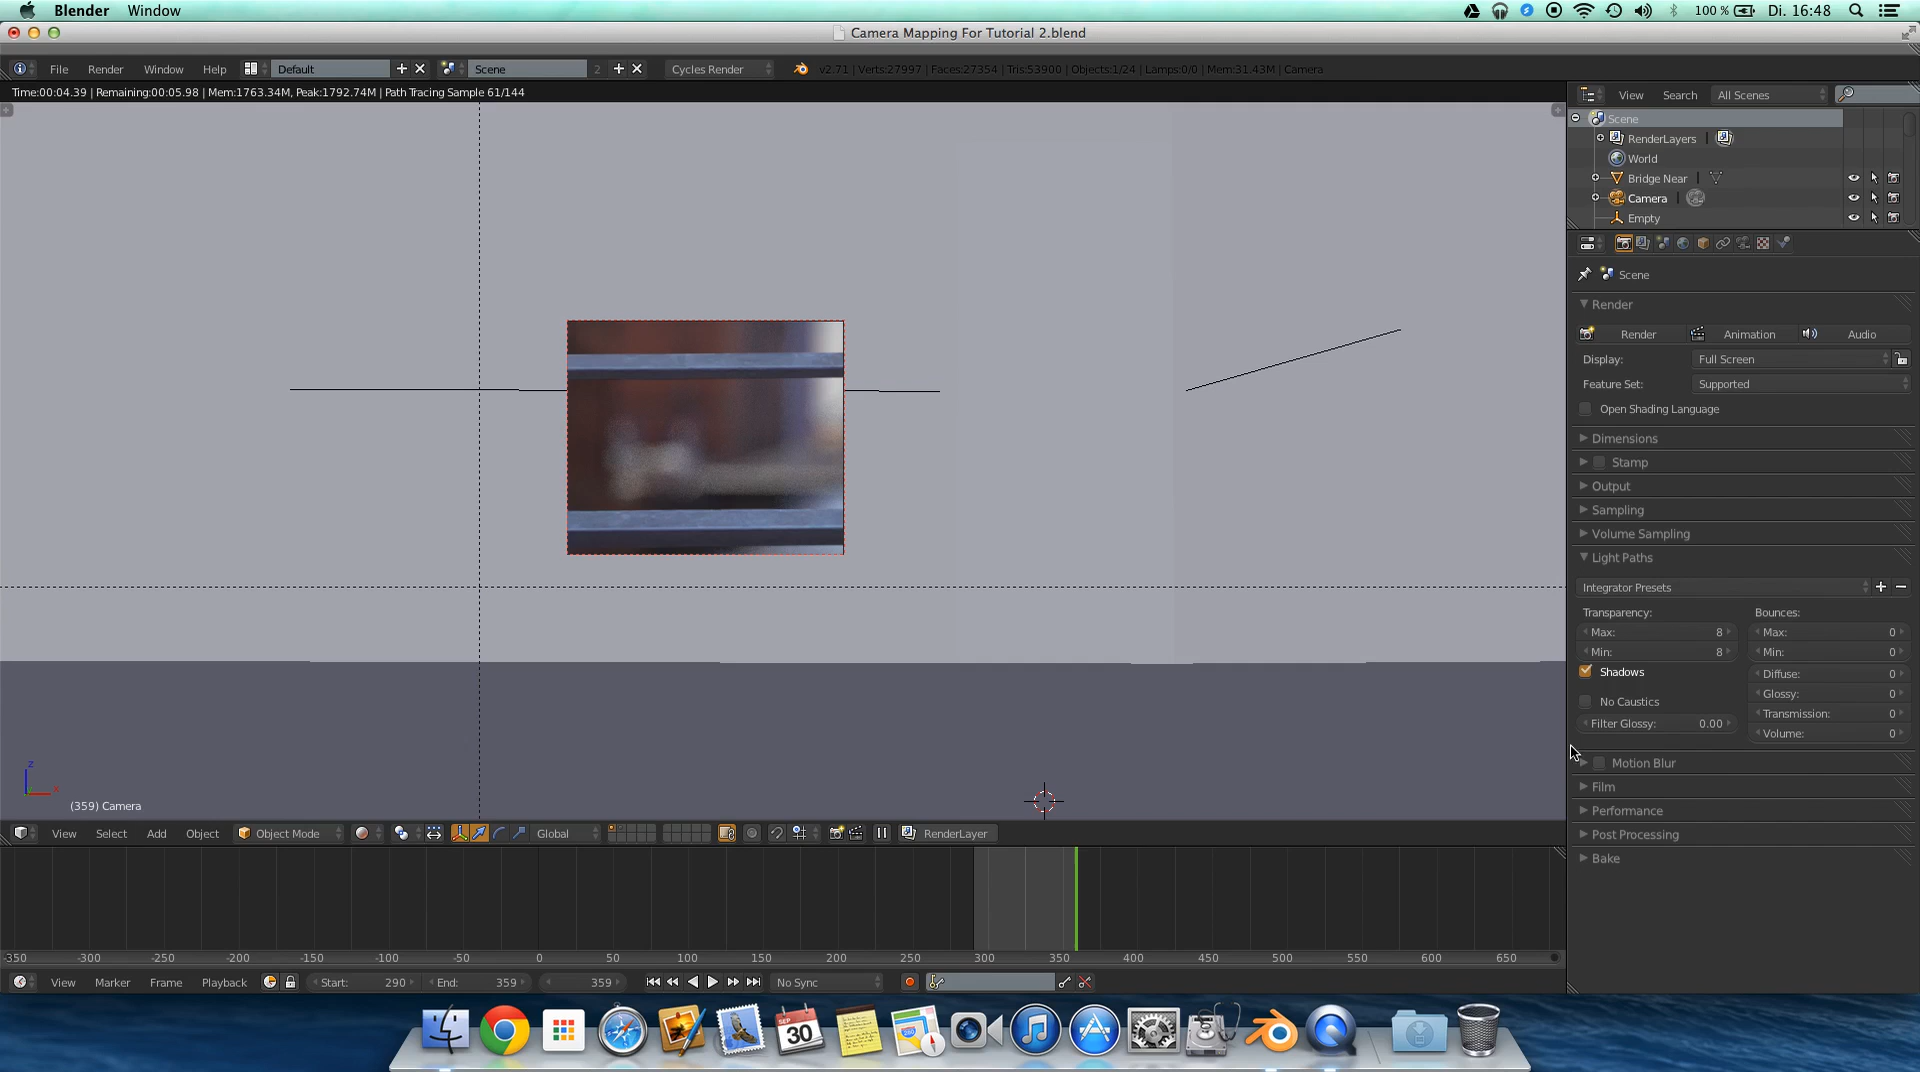 Blender Window 100 % Di. 16:48
Camera Mapping For Tutorial 2.blend
File Render Window Help Default Scene 2 Cycles Render v2.71 | Verts:27997 | Faces:27354 | Tris:53900 | Objects:1/24 | Lamps:0/0 | Mem:31.43M | Camera
Time:00:04.39 | Remaining:00:05.98 | Mem:1763.34M, Peak:1792.74M | Path Tracing Sample 61/144
View Search All Scenes
Scene
RenderLayers |
World
Bridge Near |
Camera |
Empty
Scene
Render
Render Animation Audio
Display: Full Screen
Feature Set: Supported
Open Shading Language
Dimensions
Stamp
Output
Sampling
Volume Sampling
Light Paths
Integrator Presets
Transparency: Bounces:
Max: 8 Max: 0
Min: 8 Min: 0
Shadows Diffuse: 0
Glossy: 0
No Caustics Transmission: 0
Filter Glossy: 0.00 Volume: 0
Motion Blur
Film
Performance
Post Processing
Bake
z
x
(359) Camera
View Select Add Object Object Mode Global RenderLayer
-350 -300 -250 -200 -150 -100 -50 0 50 100 150 200 250 300 350 400 450 500 550 600 650
View Marker Frame Playback Start: 290 End: 359 359 No Sync
SEP
30